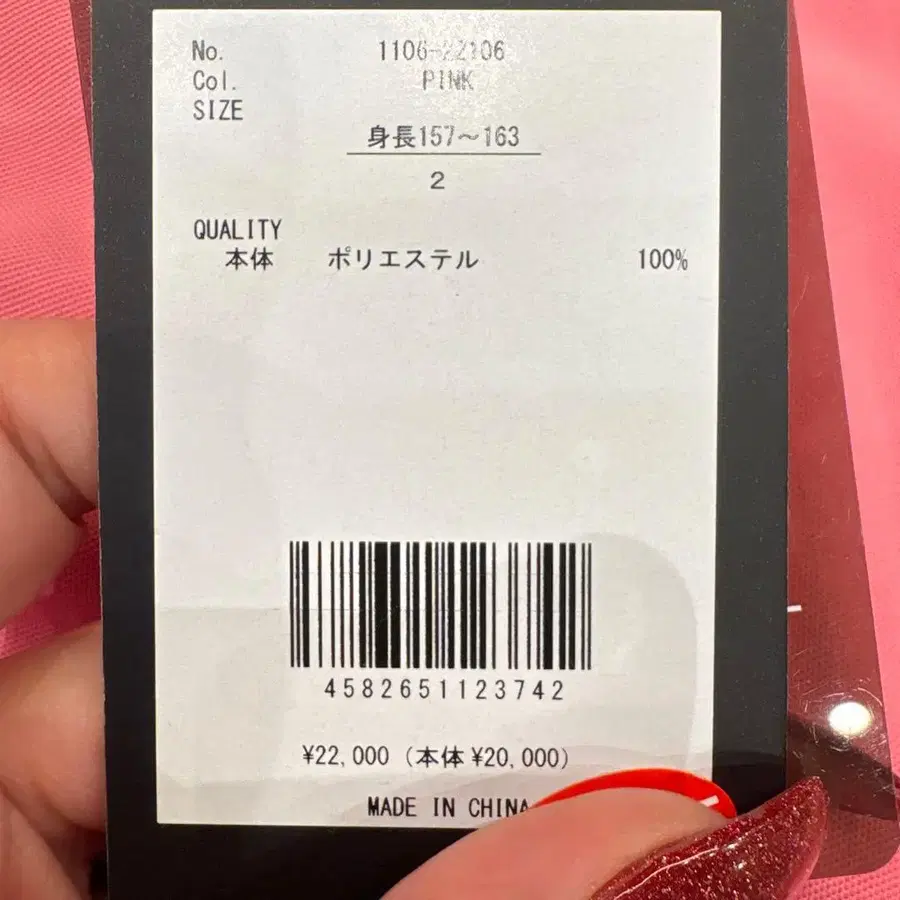 No. 1106-2Z106
Col. PINK
SIZE
身長157～163
2
QUALITY
本体 ポリエステル 100%
4582651123742
¥22,000 (本体 ¥20,000)
MADE IN CHINA